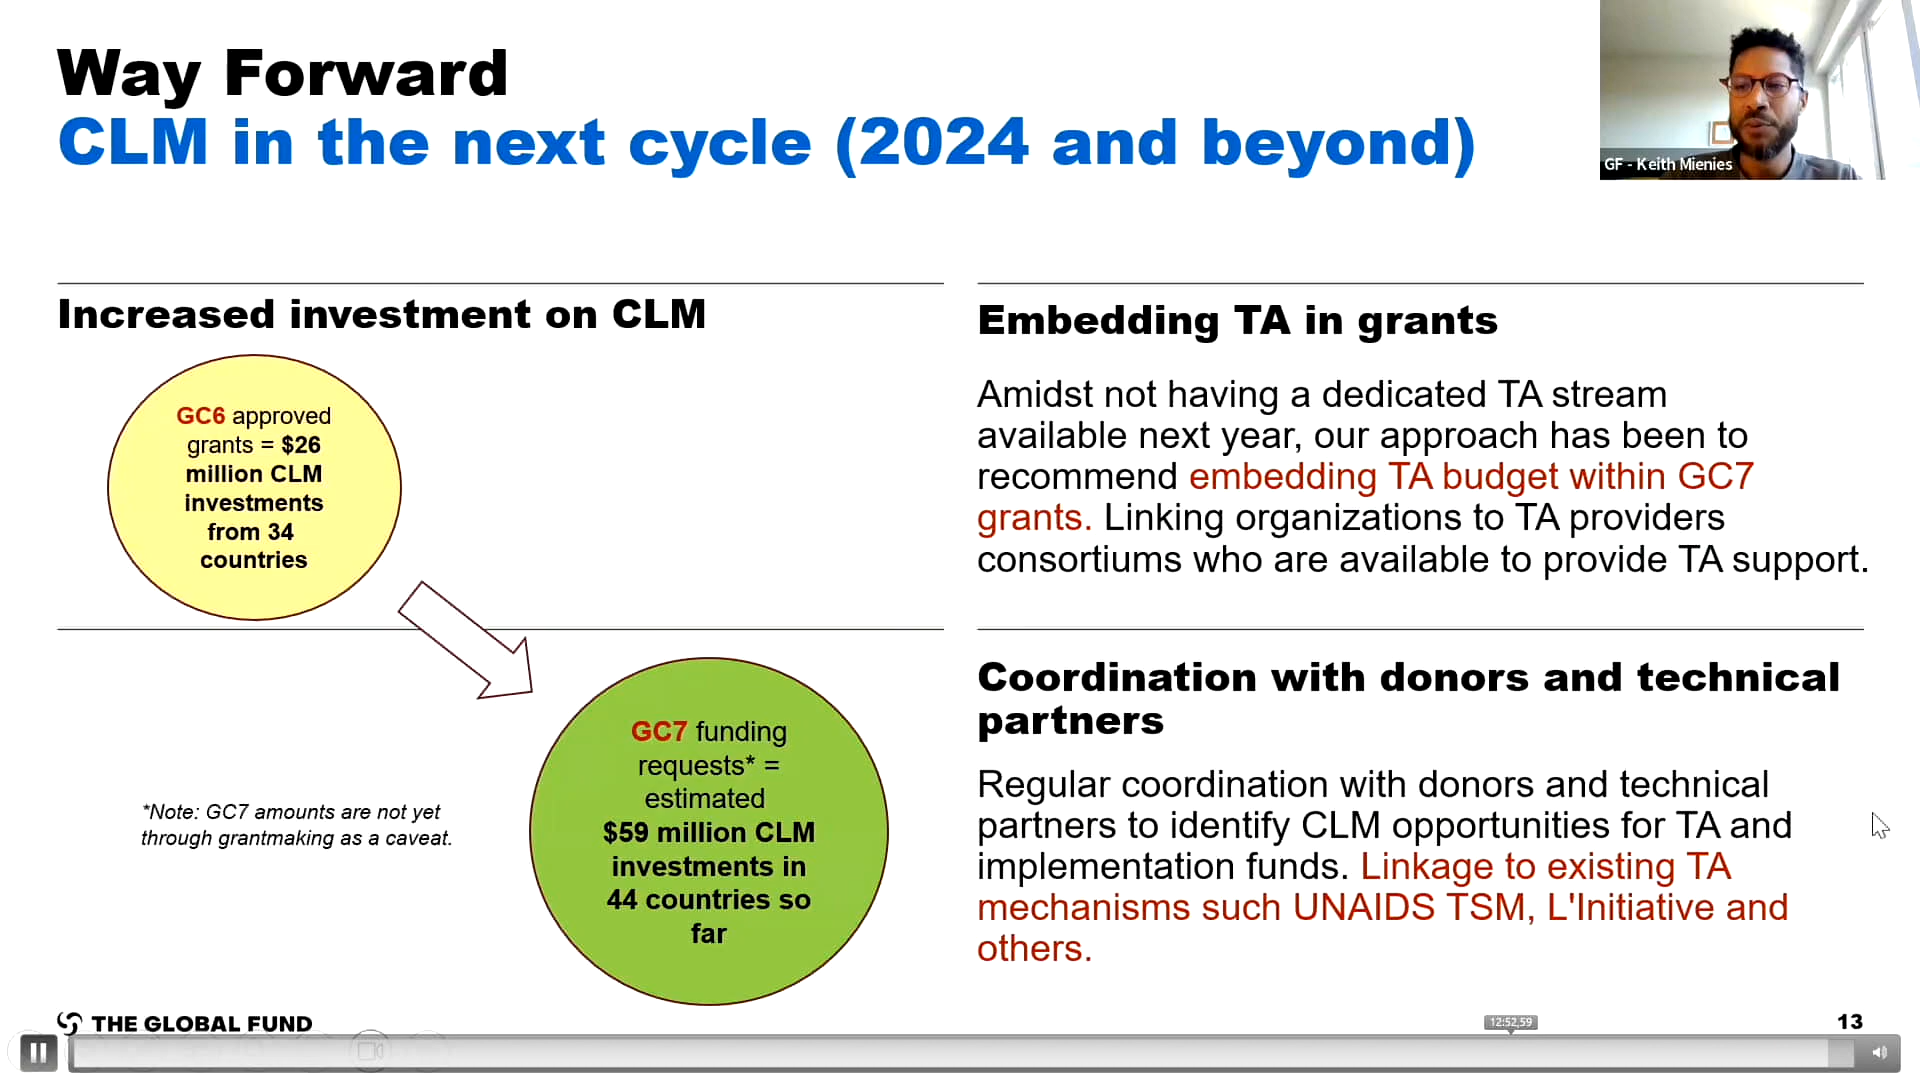 Way Forward
CLM in the next cycle (2024 and beyond)
GF - Keith Mienies
Increased investment on CLM
GC6 approved
grants = $26
million CLM
investments
from 34
countries
GC7 funding
requests* =
estimated
$59 million CLM
investments in
44 countries so
far
*Note: GC7 amounts are not yet
through grantmaking as a caveat.
Embedding TA in grants
Amidst not having a dedicated TA stream
available next year, our approach has been to
recommend embedding TA budget within GC7
grants. Linking organizations to TA providers
consortiums who are available to provide TA support.
Coordination with donors and technical
partners
Regular coordination with donors and technical
partners to identify CLM opportunities for TA and
implementation funds. Linkage to existing TA
mechanisms such UNAIDS TSM, L'Initiative and
others.
THE GLOBAL FUND
12:52,59
13